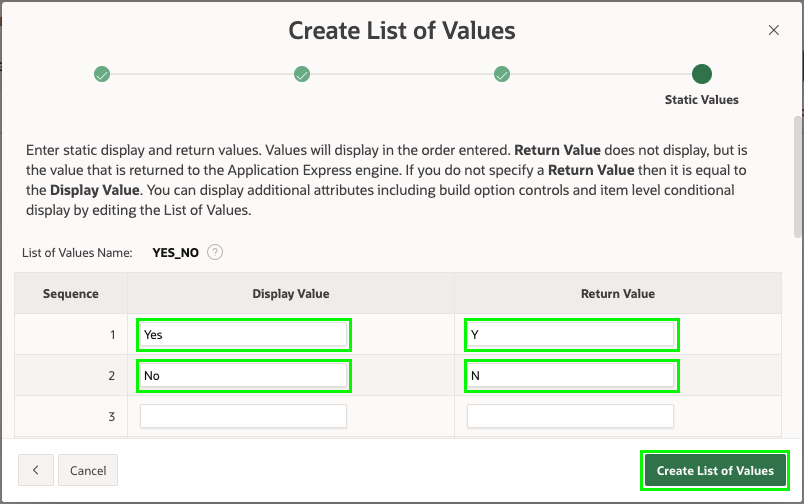 Create List of Values
Static Values
Enter static display and return values. Values will display in the order entered. Return Value does not display, but is
the value that is returned to the Application Express engine. If you do not specify a Return Value then it is equal to
the Display Value. You can display additional attributes including build option controls and item level conditional
display by editing the List of Values.
List of Values Name: YES_NO ?
Sequence Display Value Return Value
1 Yes Y
2 No N
3
Cancel Create List of Values